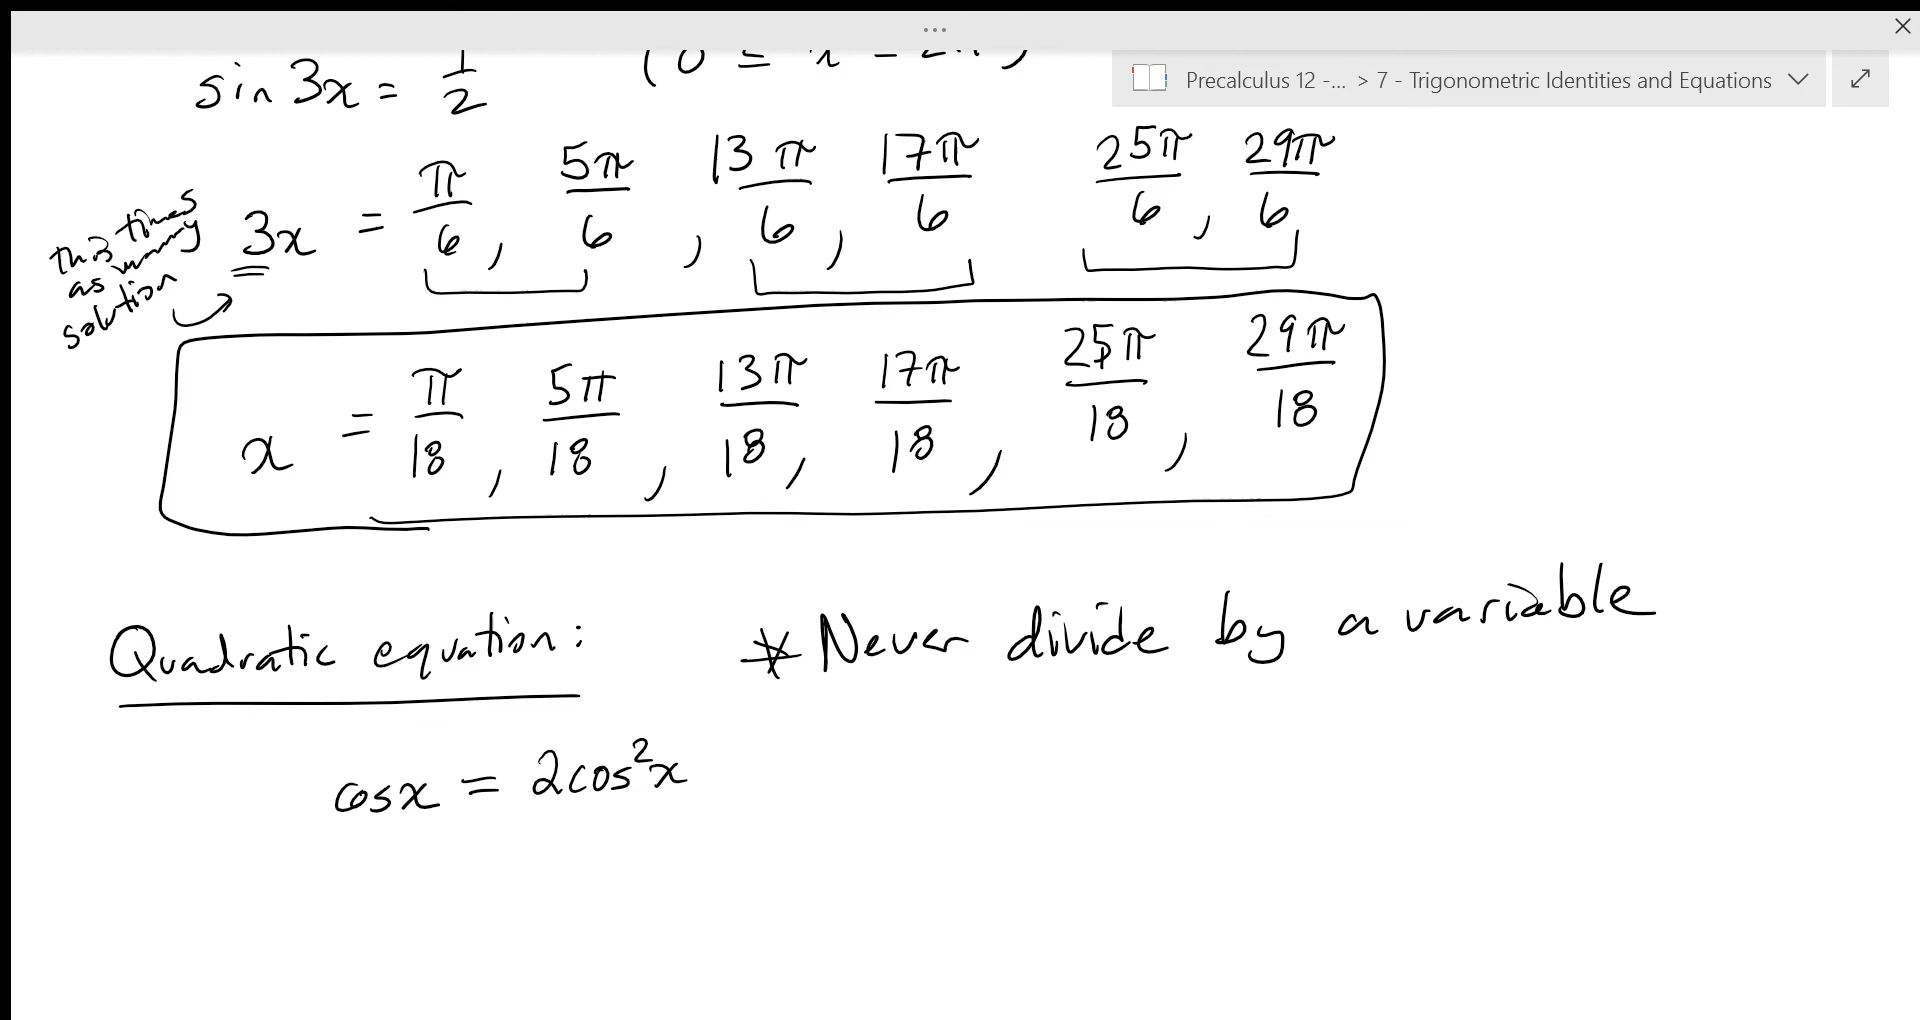 Precalculus 12 -... > 7 - Trigonometric Identities and Equations
sin 3x = 1/2
3x = π/6, 5π/6, 13π/6, 17π/6 25π/6, 29π/6
this times
as many
solution
x = π/18, 5π/18, 13π/18, 17π/18, 25π/18, 29π/18
Quadratic equation: * Never divide by a variable
cosx = 2cos²x